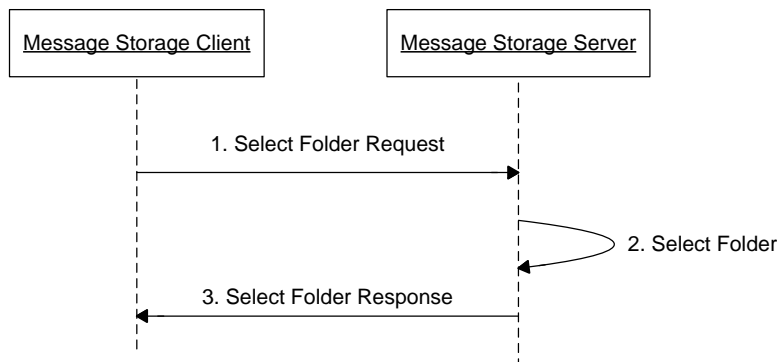 Message Storage Client
Message Storage Server
1. Select Folder Request
2. Select Folder
3. Select Folder Response